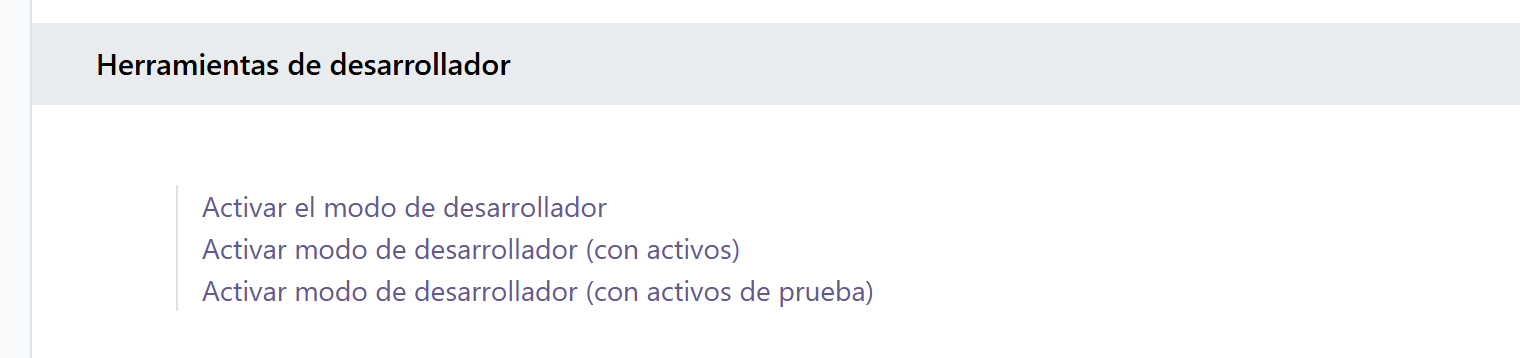 Herramientas de desarrollador
Activar el modo de desarrollador
Activar modo de desarrollador (con activos)
Activar modo de desarrollador (con activos de prueba)